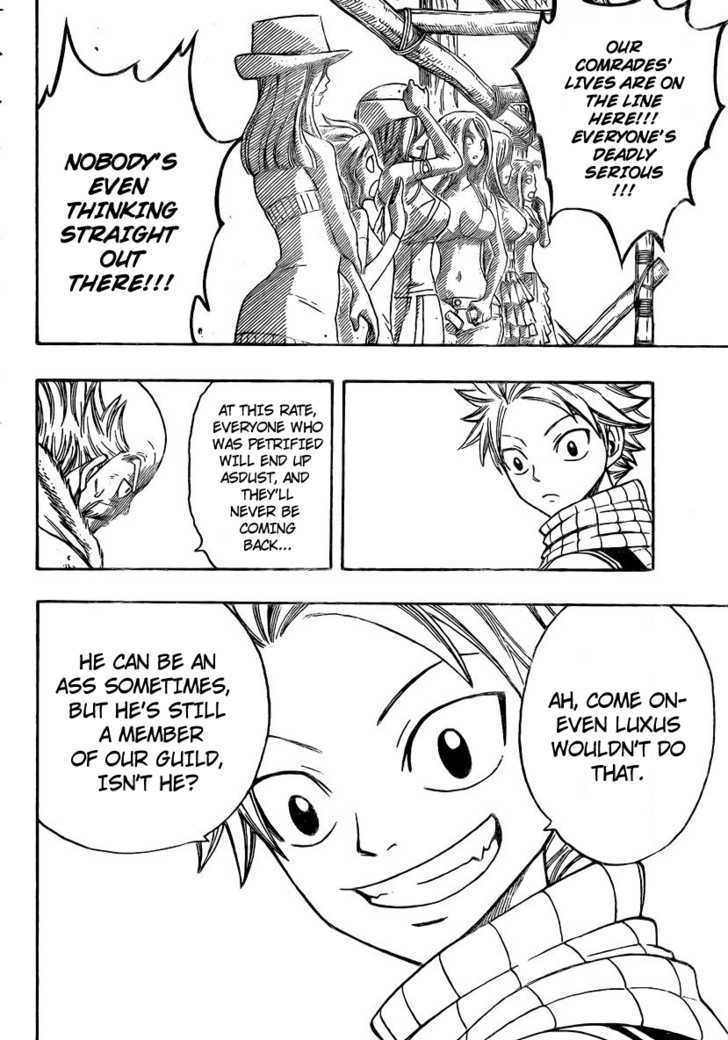 OUR
COMRADES'
LIVES ARE ON
THE LINE
HERE!!!
EVERYONE'S
DEADLY
SERIOUS
!!!
NOBODY'S
EVEN
THINKING
STRAIGHT
OUT
THERE!!!
AT THIS RATE,
EVERYONE WHO
WAS PETRIFIED
WILL END UP
ASDUST, AND
THEY'LL
NEVER BE
COMING
BACK...
AH, COME ON-
EVEN LUXUS
WOULDN'T DO
THAT.
HE CAN BE AN
ASS SOMETIMES,
BUT HE'S STILL
A MEMBER
OF OUR GUILD,
ISN'T HE?